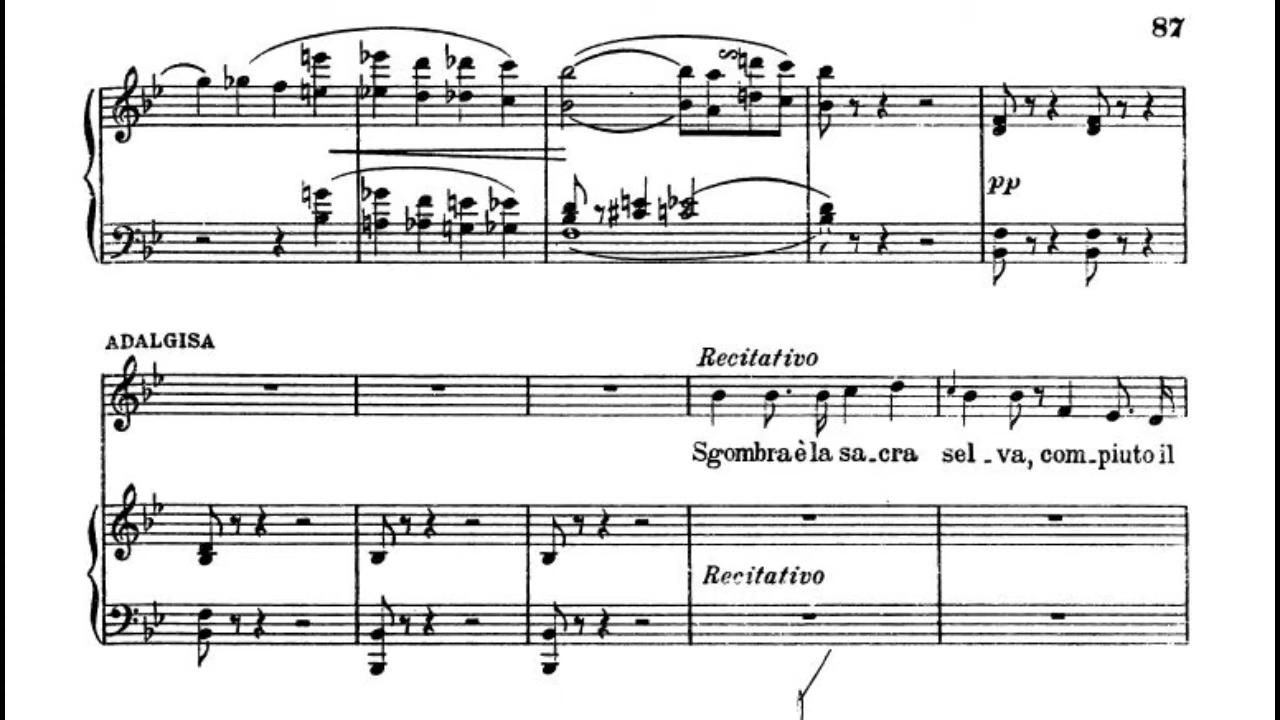 87
pp
ADALGISA
Recitativo
Sgombra è la sa_cra sel_va, com_piuto il
Recitativo